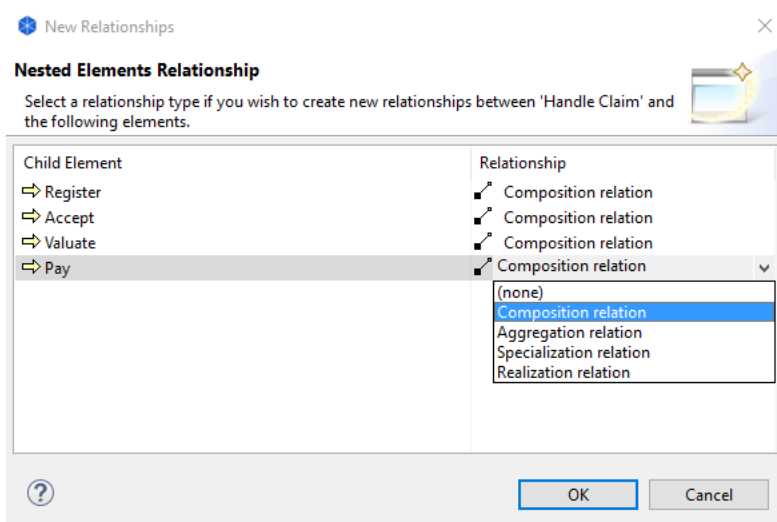 New Relationships
Nested Elements Relationship
Select a relationship type if you wish to create new relationships between 'Handle Claim' and
the following elements.
Child Element Relationship
Register Composition relation
Accept Composition relation
Valuate Composition relation
Pay Composition relation
(none)
Composition relation
Aggregation relation
Specialization relation
Realization relation
? OK Cancel